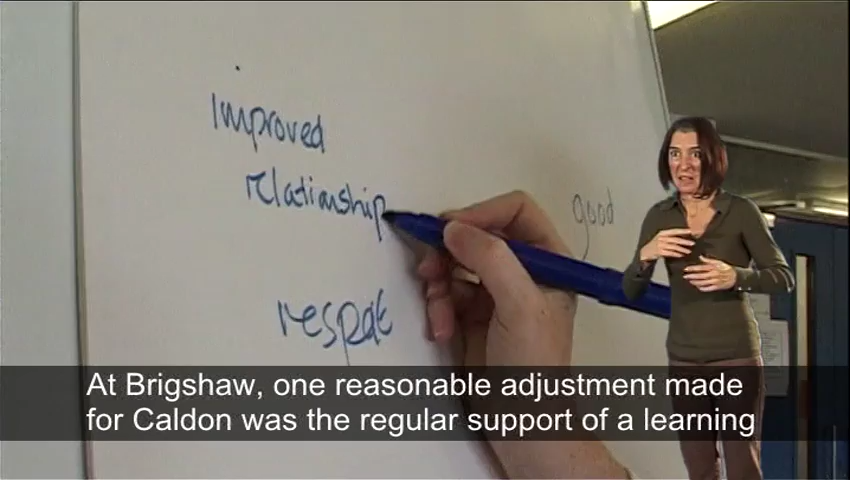 improved
relationship
good
respect
At Brigshaw, one reasonable adjustment made
for Caldon was the regular support of a learning